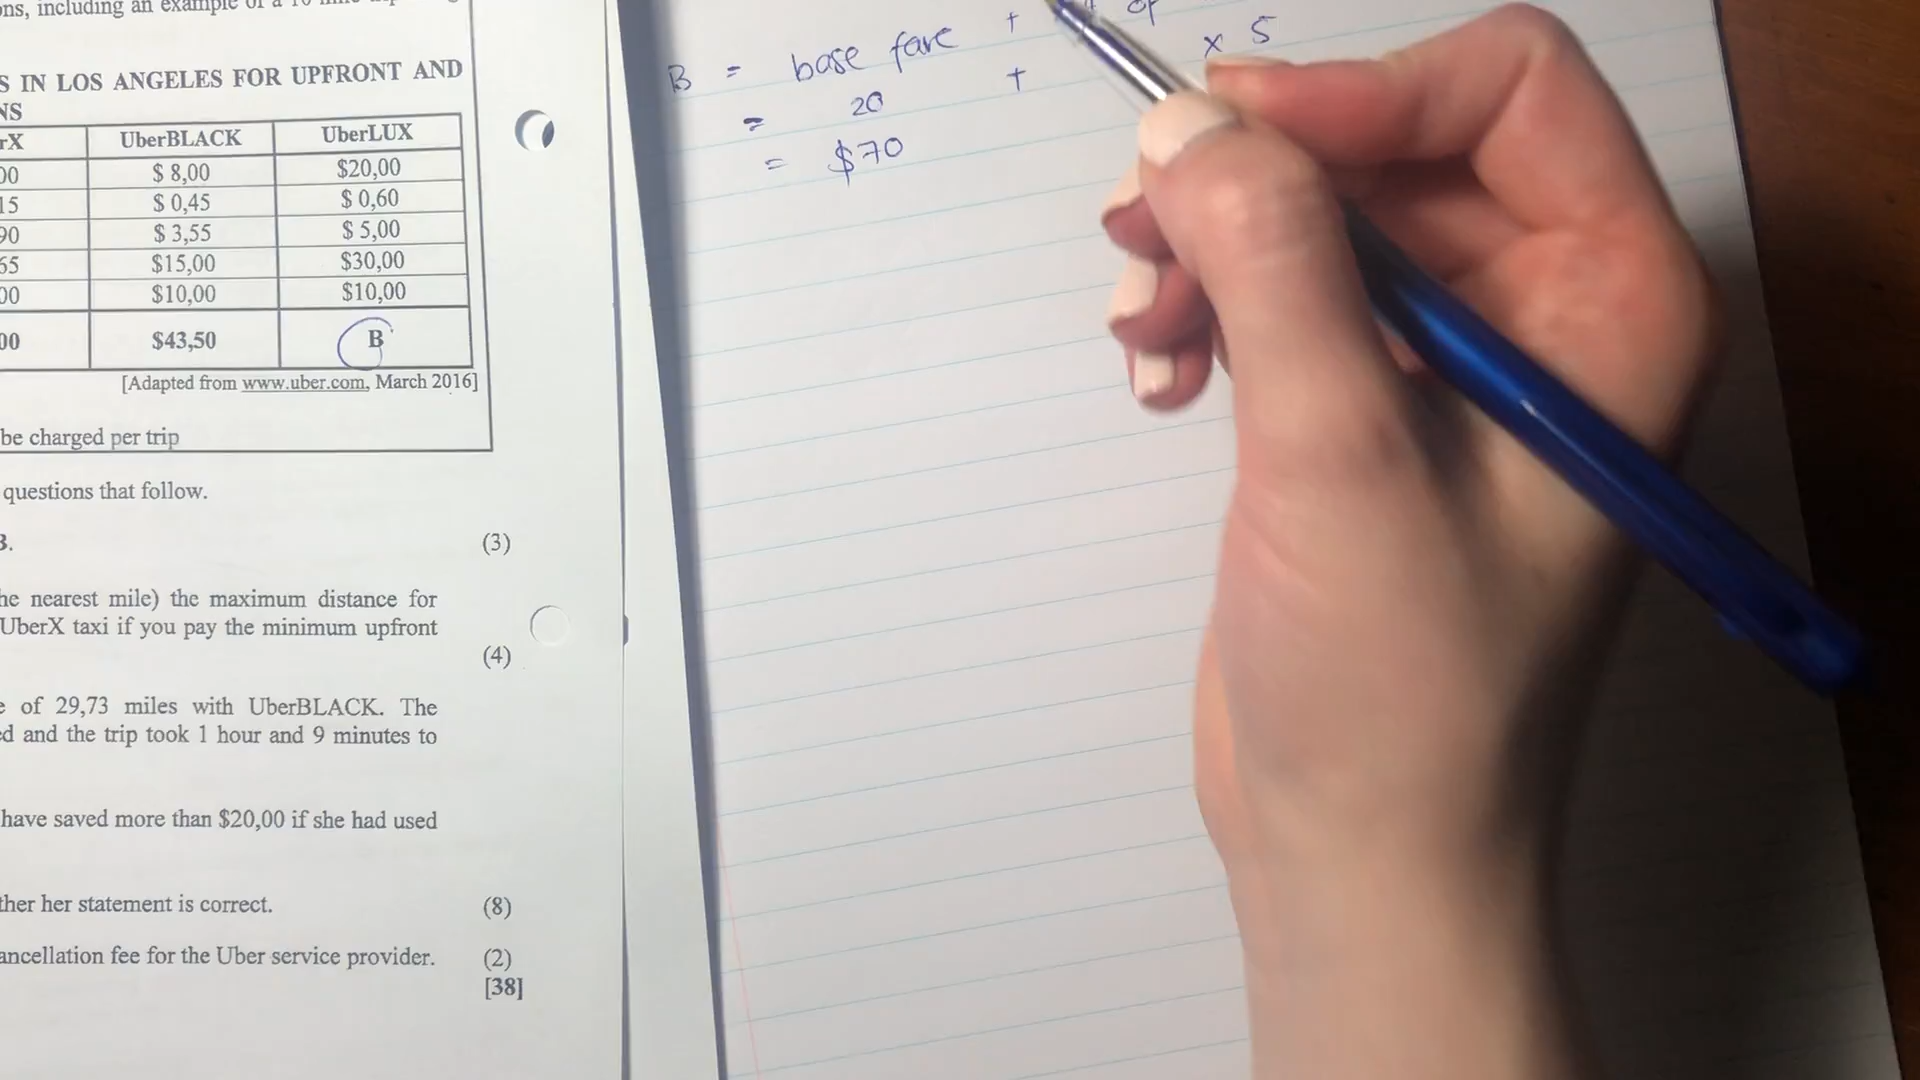 ons, including an example of a 10
S IN LOS ANGELES FOR UPFRONT AND
NS
rX UberBLACK UberLUX
00 $ 8,00 $20,00
15 $ 0,45 $ 0,60
90 $ 3,55 $ 5,00
65 $15,00 $30,00
00 $10,00 $10,00
00 $43,50 B
[Adapted from www.uber.com, March 2016]
be charged per trip
questions that follow.
B. (3)
he nearest mile) the maximum distance for
UberX taxi if you pay the minimum upfront
(4)
e of 29,73 miles with UberBLACK. The
ed and the trip took 1 hour and 9 minutes to
have saved more than $20,00 if she had used
ther her statement is correct. (8)
ancellation fee for the Uber service provider. (2)
[38]
B = base fare + of
= 20 + × 5
= $70